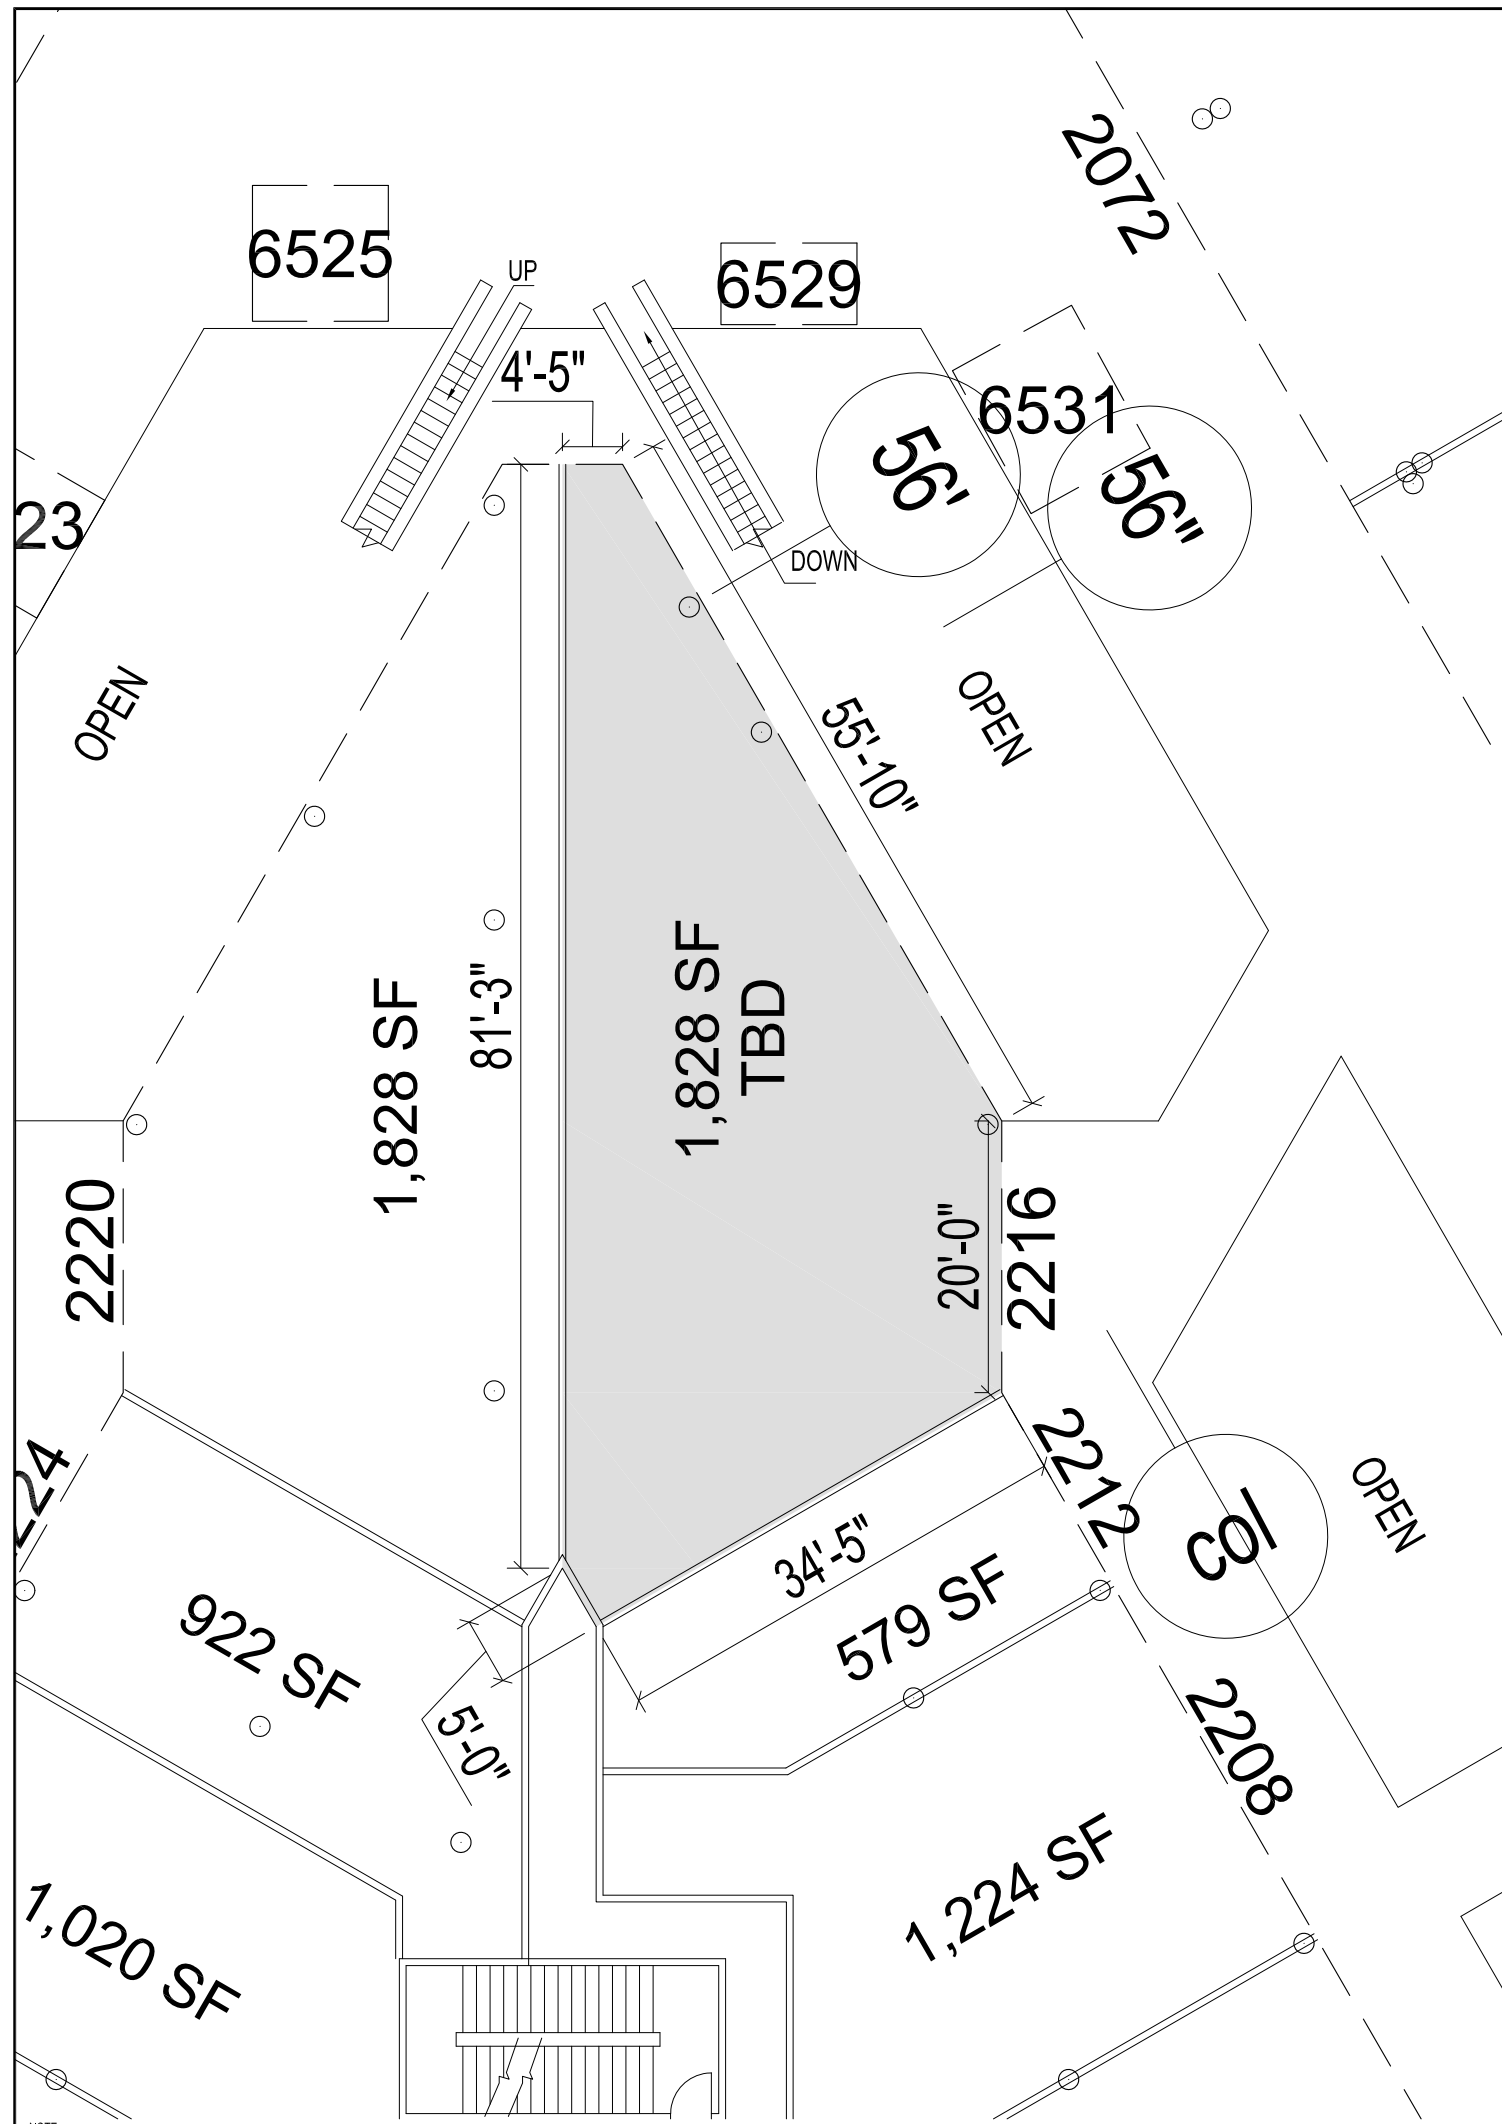 2072
6525
UP
6529
4'-5"
6531
56'
56"
23
DOWN
OPEN
OPEN
55'-10"
1,828 SF
81'-3"
1,828 SF
TBD
2220
20'-0"
2216
2212
24
OPEN
col
34'-5"
579 SF
922 SF
5'-0"
2208
1,224 SF
1,020 SF